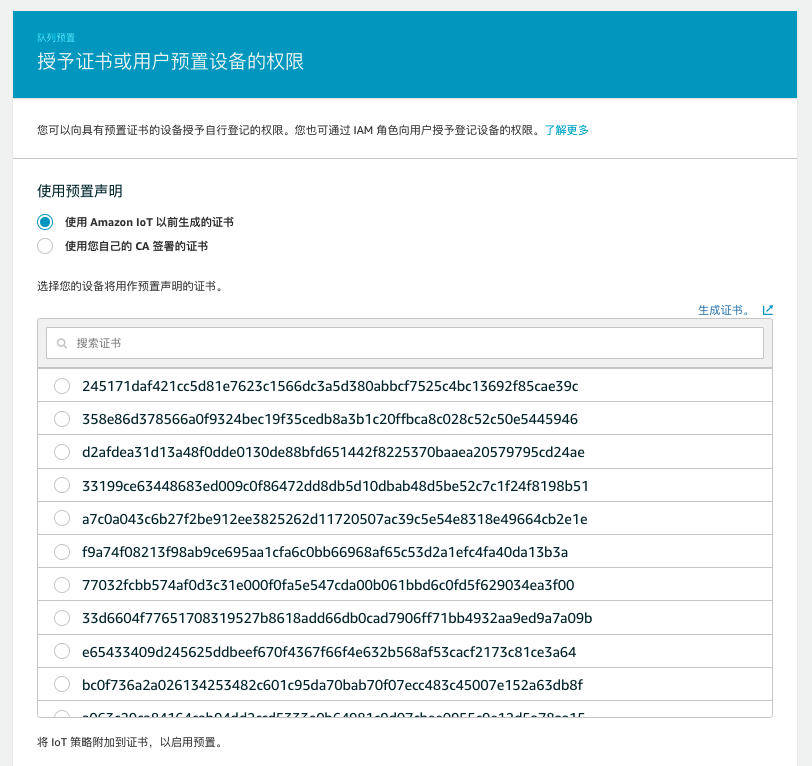 队列预置
授予证书或用户预置设备的权限
您可以向具有预置证书的设备授予自行登记的权限。您也可通过 IAM 角色向用户授予登记设备的权限。了解更多
使用预置声明
使用 Amazon IoT 以前生成的证书
使用您自己的 CA 签署的证书
选择您的设备将用作预置声明的证书。
生成证书。
搜索证书
245171daf421cc5d81e7623c1566dc3a5d380abbcf7525c4bc13692f85cae39c
358e86d378566a0f9324bec19f35cedb8a3b1c20ffbca8c028c52c50e5445946
d2afdea31d13a48f0dde0130de88bfd651442f8225370baaea20579795cd24ae
33199ce63448683ed009c0f86472dd8db5d10dbab48d5be52c7c1f24f8198b51
a7c0a043c6b27f2be912ee3825262d11720507ac39c5e54e8318e49664cb2e1e
f9a74f08213f98ab9ce695aa1cfa6c0bb66968af65c53d2a1efc4fa40da13b3a
77032fcbb574af0d3c31e000f0fa5e547cda00b061bbd6c0fd5f629034ea3f00
33d6604f77651708319527b8618add66db0cad7906ff71bb4932aa9ed9a7a09b
e65433409d245625ddbeef670f4367f66f4e632b568af53cacf2173c81ce3a64
bc0f736a2a026134253482c601c95da70bab70f07ecc483c45007e152a63db8f
将 IoT 策略附加到证书，以启用预置。